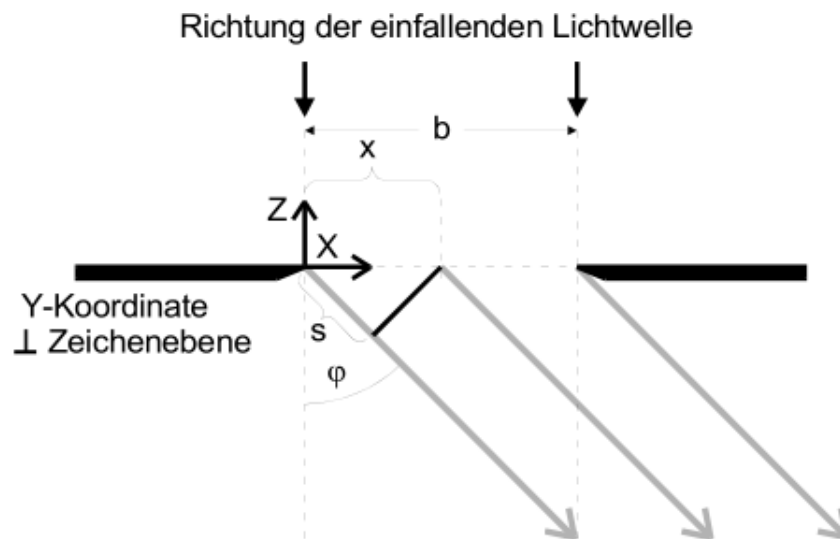 Richtung der einfallenden Lichtwelle
b
x
Z
X
Y-Koordinate
⊥ Zeichenebene
s
φ